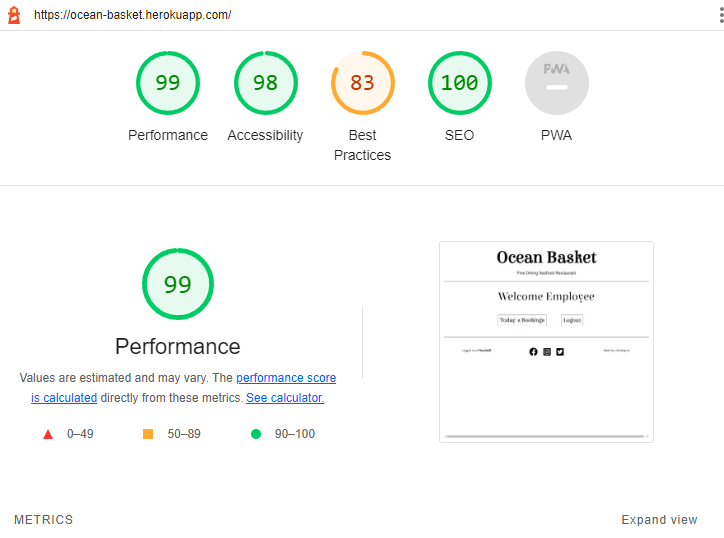 https://ocean-basket.herokuapp.com/
99
98
83
100
PWA
Performance
Accessibility
Best
Practices
SEO
PWA
99
Performance
Values are estimated and may vary. The performance score
is calculated directly from these metrics. See calculator.
0–49
50–89
90–100
Ocean Basket
Fine Dining Seafood Restaurant
Welcome Employee
Today's Bookings
Logout
METRICS
Expand view